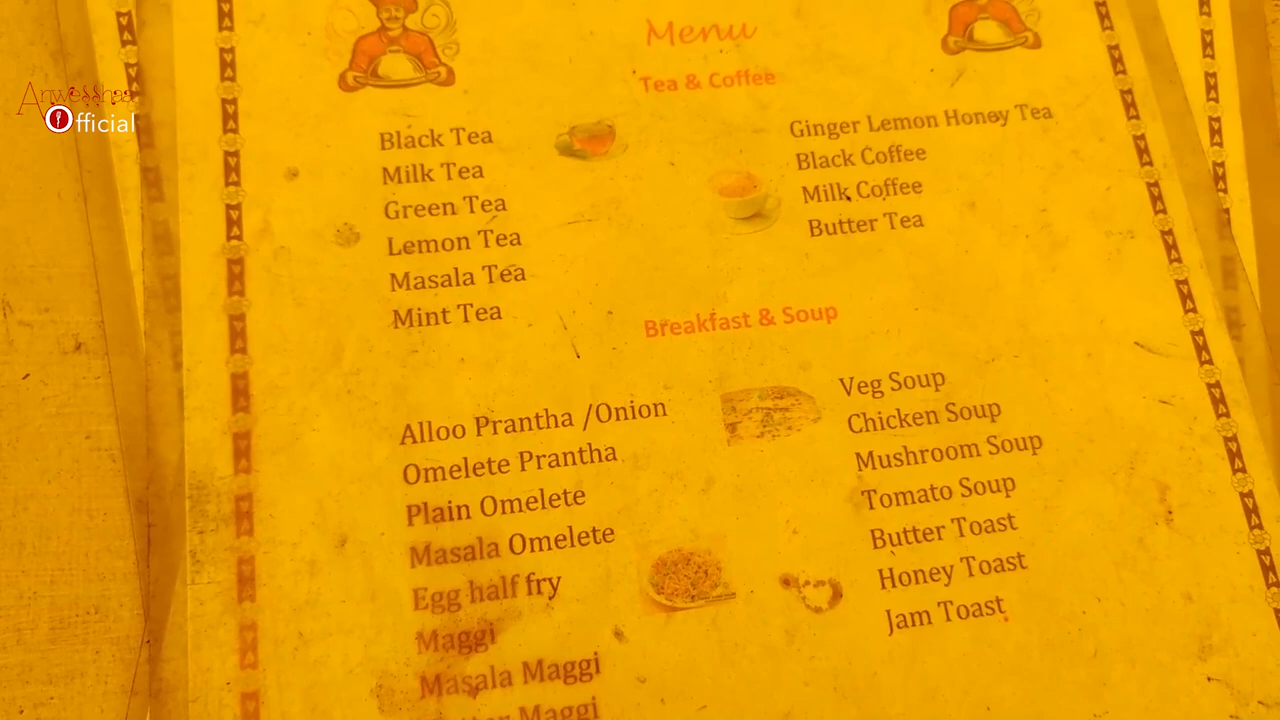 Anwesshaa
Official
Menu
Tea & Coffee
Black Tea
Milk Tea
Green Tea
Lemon Tea
Masala Tea
Mint Tea
Ginger Lemon Honey Tea
Black Coffee
Milk Coffee
Butter Tea
Breakfast & Soup
Alloo Prantha /Onion
Omelete Prantha
Plain Omelete
Masala Omelete
Egg half fry
Maggi
Masala Maggi
Maggi
Veg Soup
Chicken Soup
Mushroom Soup
Tomato Soup
Butter Toast
Honey Toast
Jam Toast